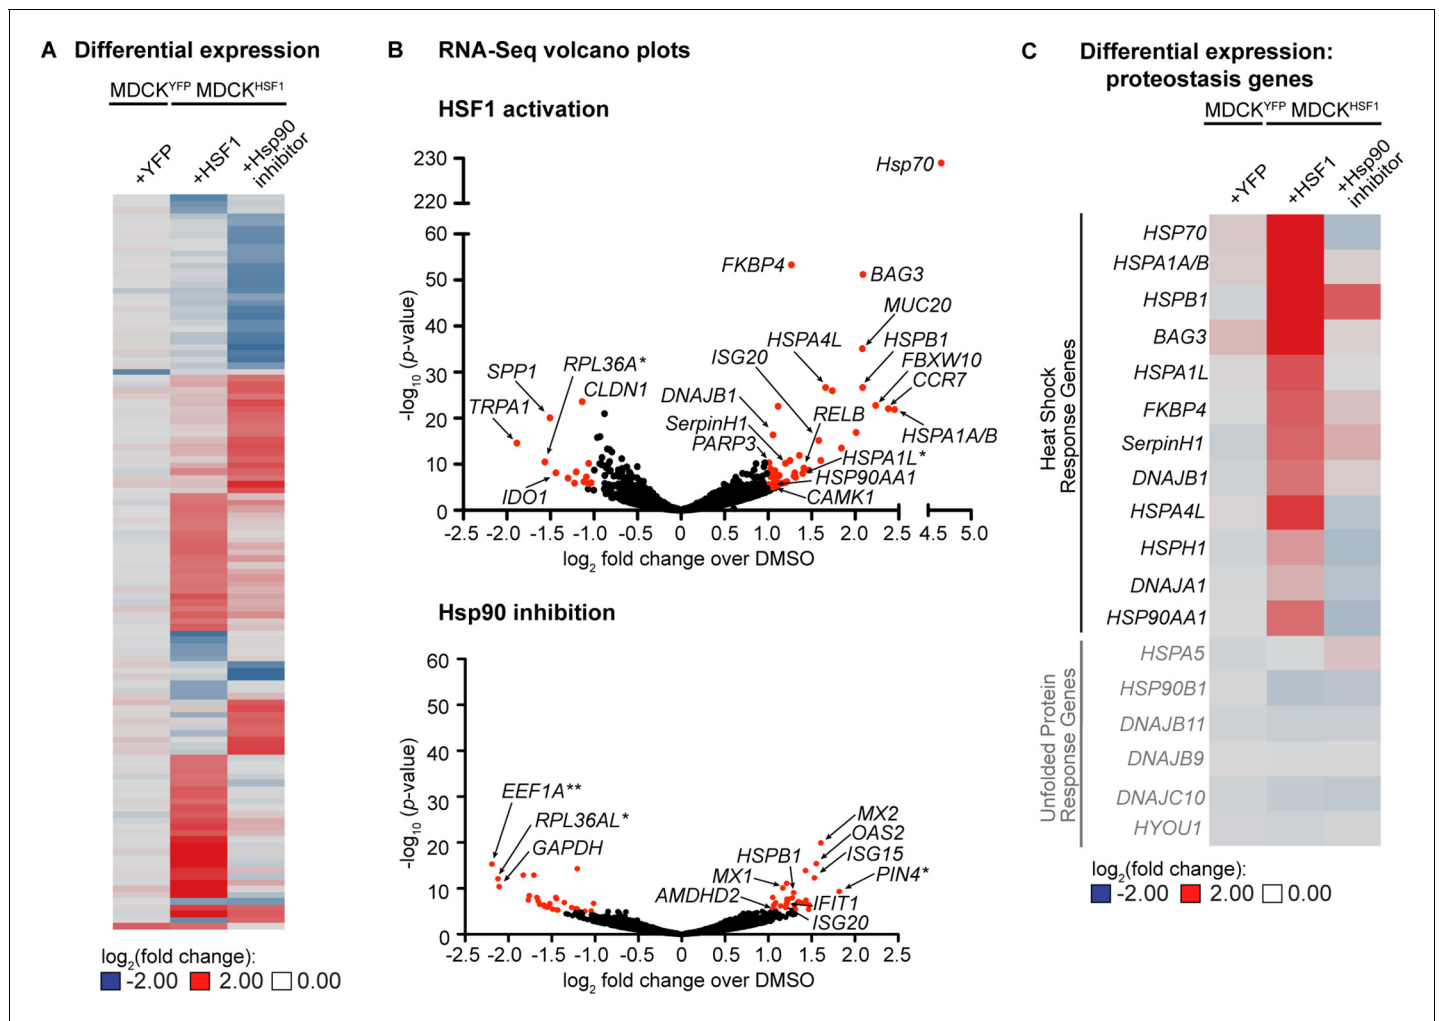 A Differential expression
MDCK^YFP MDCK^HSF1
+YFP
+HSF1
+Hsp90
inhibitor
log2(fold change):
-2.00 2.00 0.00
B RNA-Seq volcano plots
HSF1 activation
-log10 (p-value)
230
220
60
50
40
30
20
10
0
Hsp70
FKBP4
BAG3
MUC20
HSPA4L
HSPB1
ISG20
FBXW10
RPL36A*
SPP1
CCR7
CLDN1
DNAJB1
TRPA1
RELB
SerpinH1
HSPA1A/B
PARP3
HSPA1L*
HSP90AA1
IDO1
CAMK1
-2.5 -2.0 -1.5 -1.0 -0.5 0 0.5 1.0 1.5 2.0 2.5 4.5 5.0
log2 fold change over DMSO
Hsp90 inhibition
-log10 (p-value)
60
50
40
30
20
10
0
EEF1A**
RPL36AL*
GAPDH
MX2
OAS2
HSPB1
ISG15
MX1
PIN4*
AMDHD2
IFIT1
ISG20
-2.5 -2.0 -1.5 -1.0 -0.5 0 0.5 1.0 1.5 2.0 2.5
log2 fold change over DMSO
C Differential expression:
proteostasis genes
MDCK^YFP MDCK^HSF1
+YFP
+HSF1
+Hsp90
inhibitor
Heat Shock
Response Genes
HSP70
HSPA1A/B
HSPB1
BAG3
HSPA1L
FKBP4
SerpinH1
DNAJB1
HSPA4L
HSPH1
DNAJA1
HSP90AA1
Unfolded Protein
Response Genes
HSPA5
HSP90B1
DNAJB11
DNAJB9
DNAJC10
HYOU1
log2(fold change):
-2.00 2.00 0.00